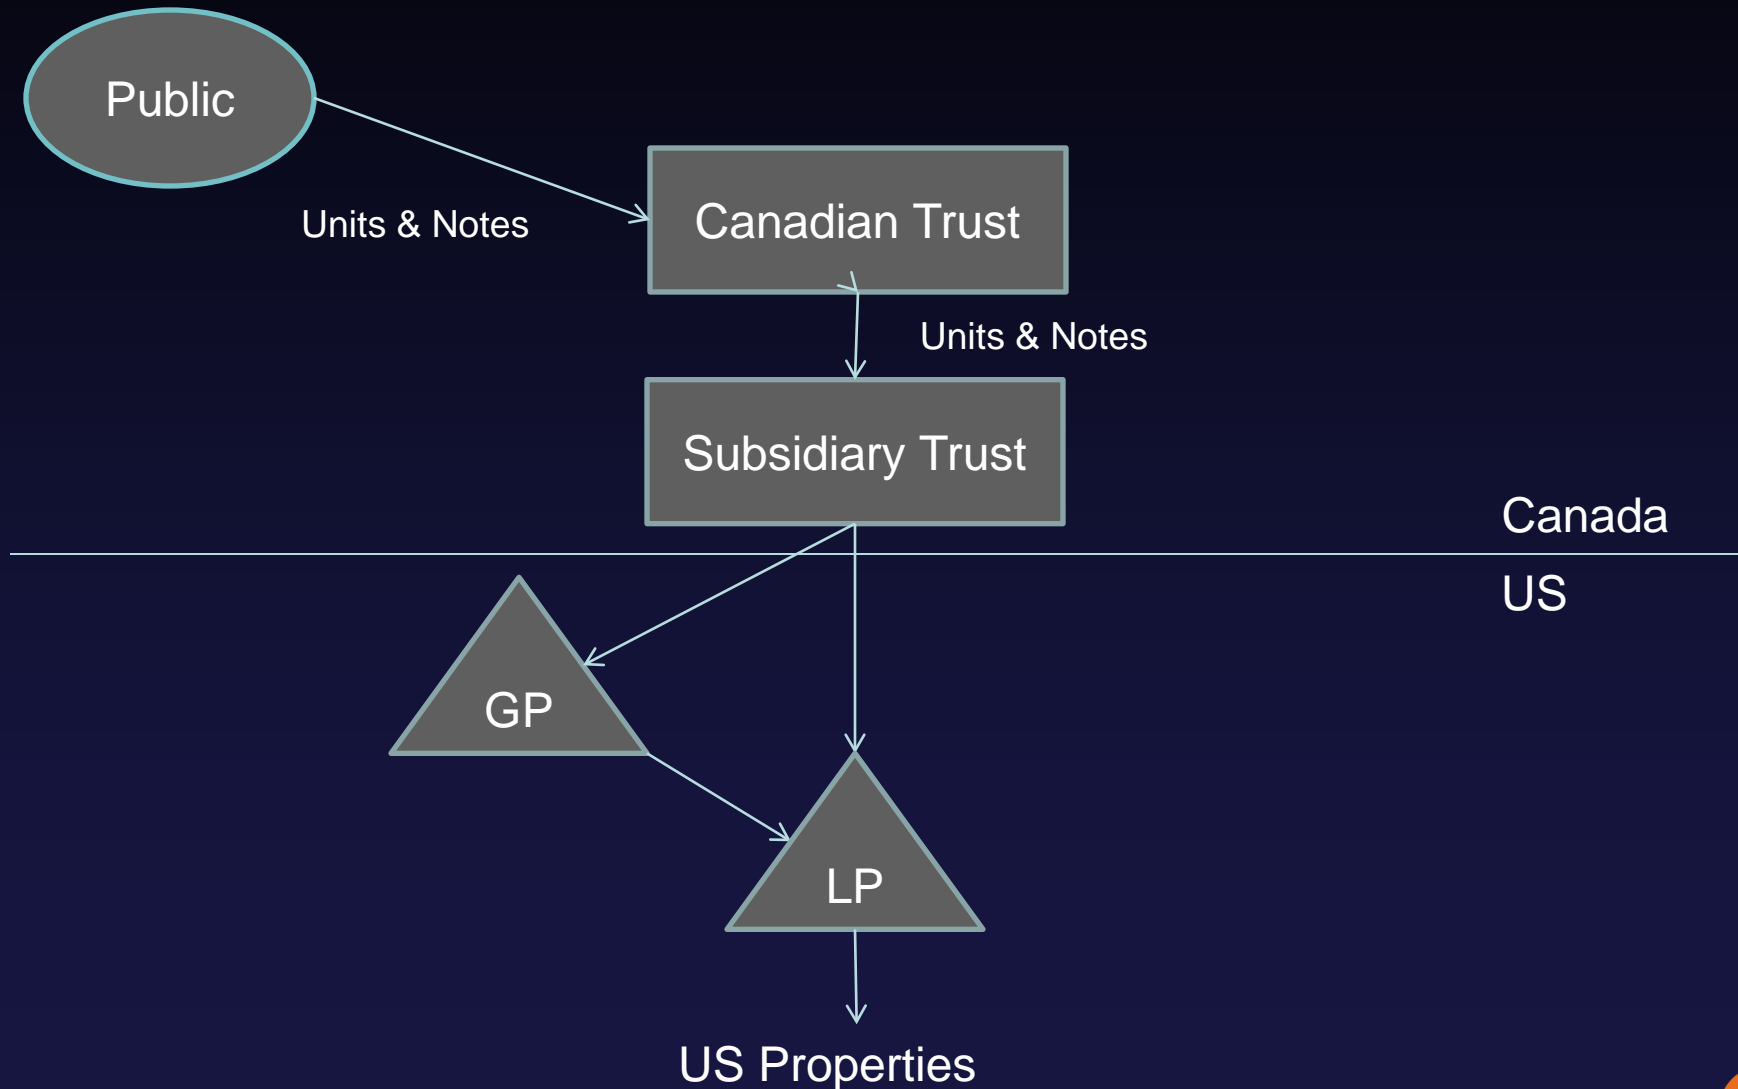 Public
Units & Notes
Canadian Trust
Units & Notes
Subsidiary Trust
Canada
US
GP
LP
US Properties